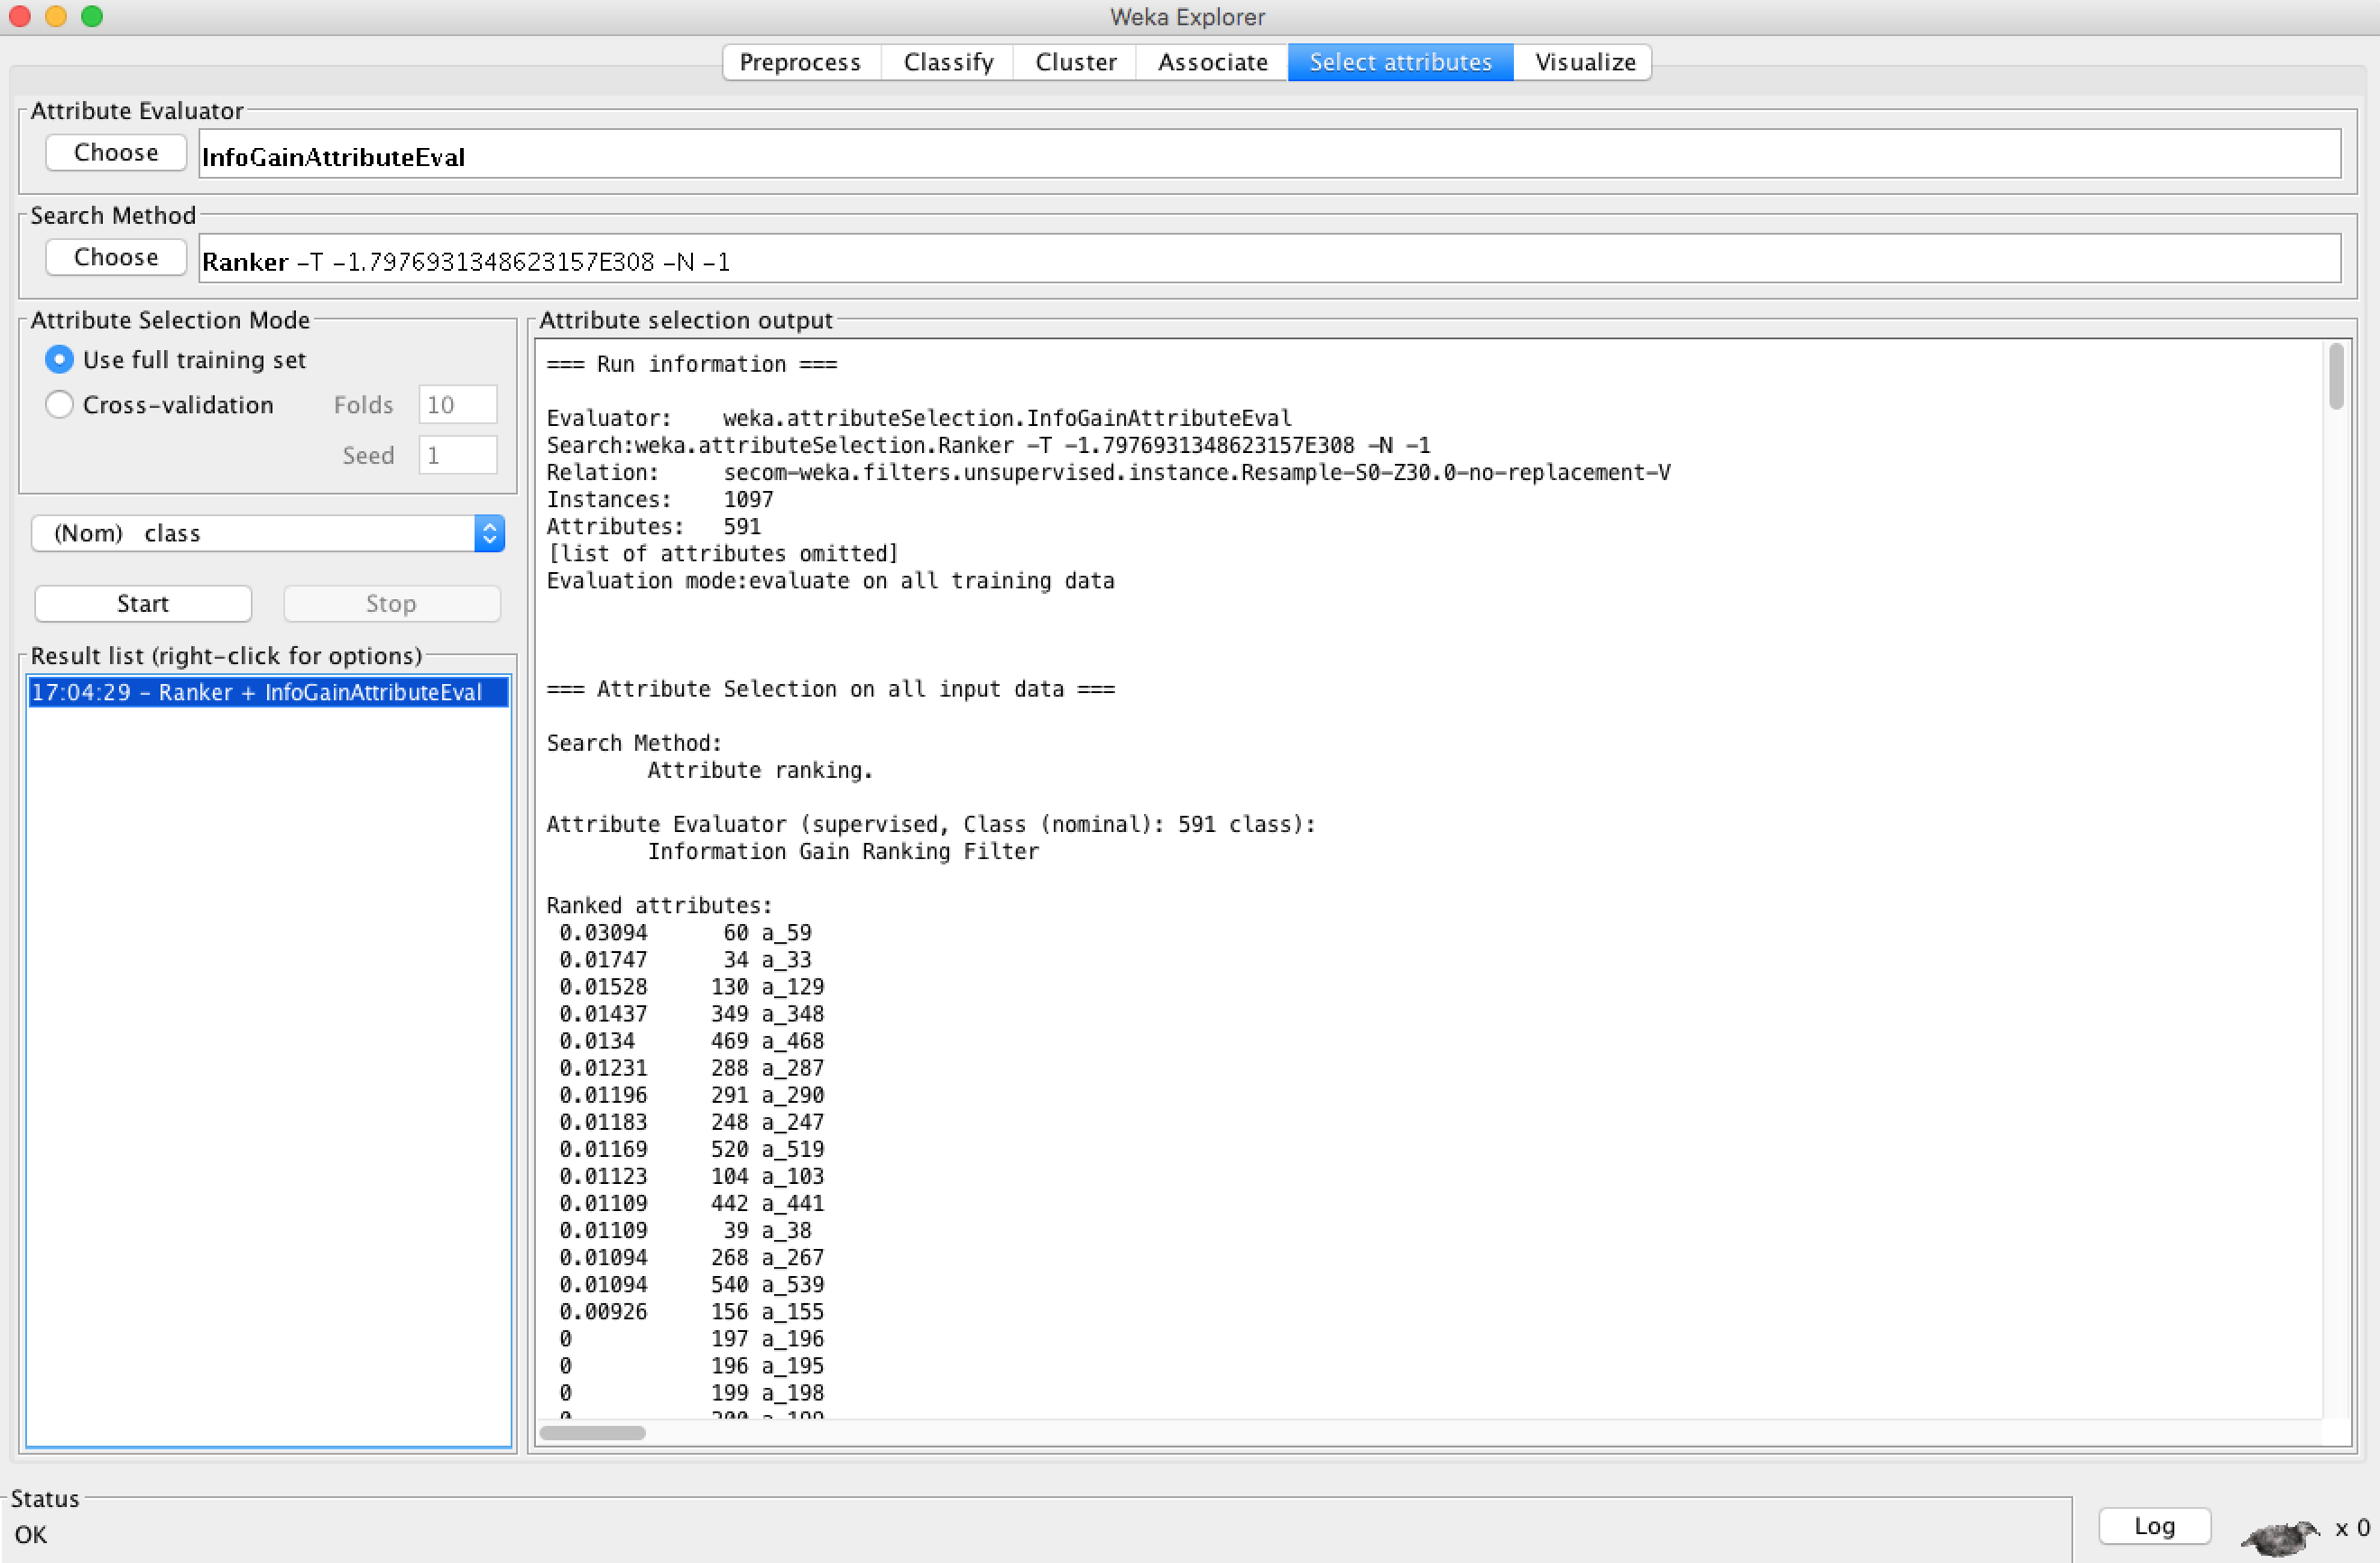 Weka Explorer
Preprocess Classify Cluster Associate Select attributes Visualize
Attribute Evaluator
Choose InfoGainAttributeEval
Search Method
Choose Ranker -T -1.7976931348623157E308 -N -1
Attribute Selection Mode
Use full training set
Cross-validation Folds 10
Seed 1
(Nom) class
Start Stop
Result list (right-click for options)
17:04:29 - Ranker + InfoGainAttributeEval
Attribute selection output
=== Run information ===
Evaluator: weka.attributeSelection.InfoGainAttributeEval
Search:weka.attributeSelection.Ranker -T -1.7976931348623157E308 -N -1
Relation: secom-weka.filters.unsupervised.instance.Resample-S0-Z30.0-no-replacement-V
Instances: 1097
Attributes: 591
[list of attributes omitted]
Evaluation mode:evaluate on all training data
=== Attribute Selection on all input data ===
Search Method:
Attribute ranking.
Attribute Evaluator (supervised, Class (nominal): 591 class):
Information Gain Ranking Filter
Ranked attributes:
0.03094 60 a_59
0.01747 34 a_33
0.01528 130 a_129
0.01437 349 a_348
0.0134 469 a_468
0.01231 288 a_287
0.01196 291 a_290
0.01183 248 a_247
0.01169 520 a_519
0.01123 104 a_103
0.01109 442 a_441
0.01109 39 a_38
0.01094 268 a_267
0.01094 540 a_539
0.00926 156 a_155
0 197 a_196
0 196 a_195
0 199 a_198
Status
OK
Log
x 0